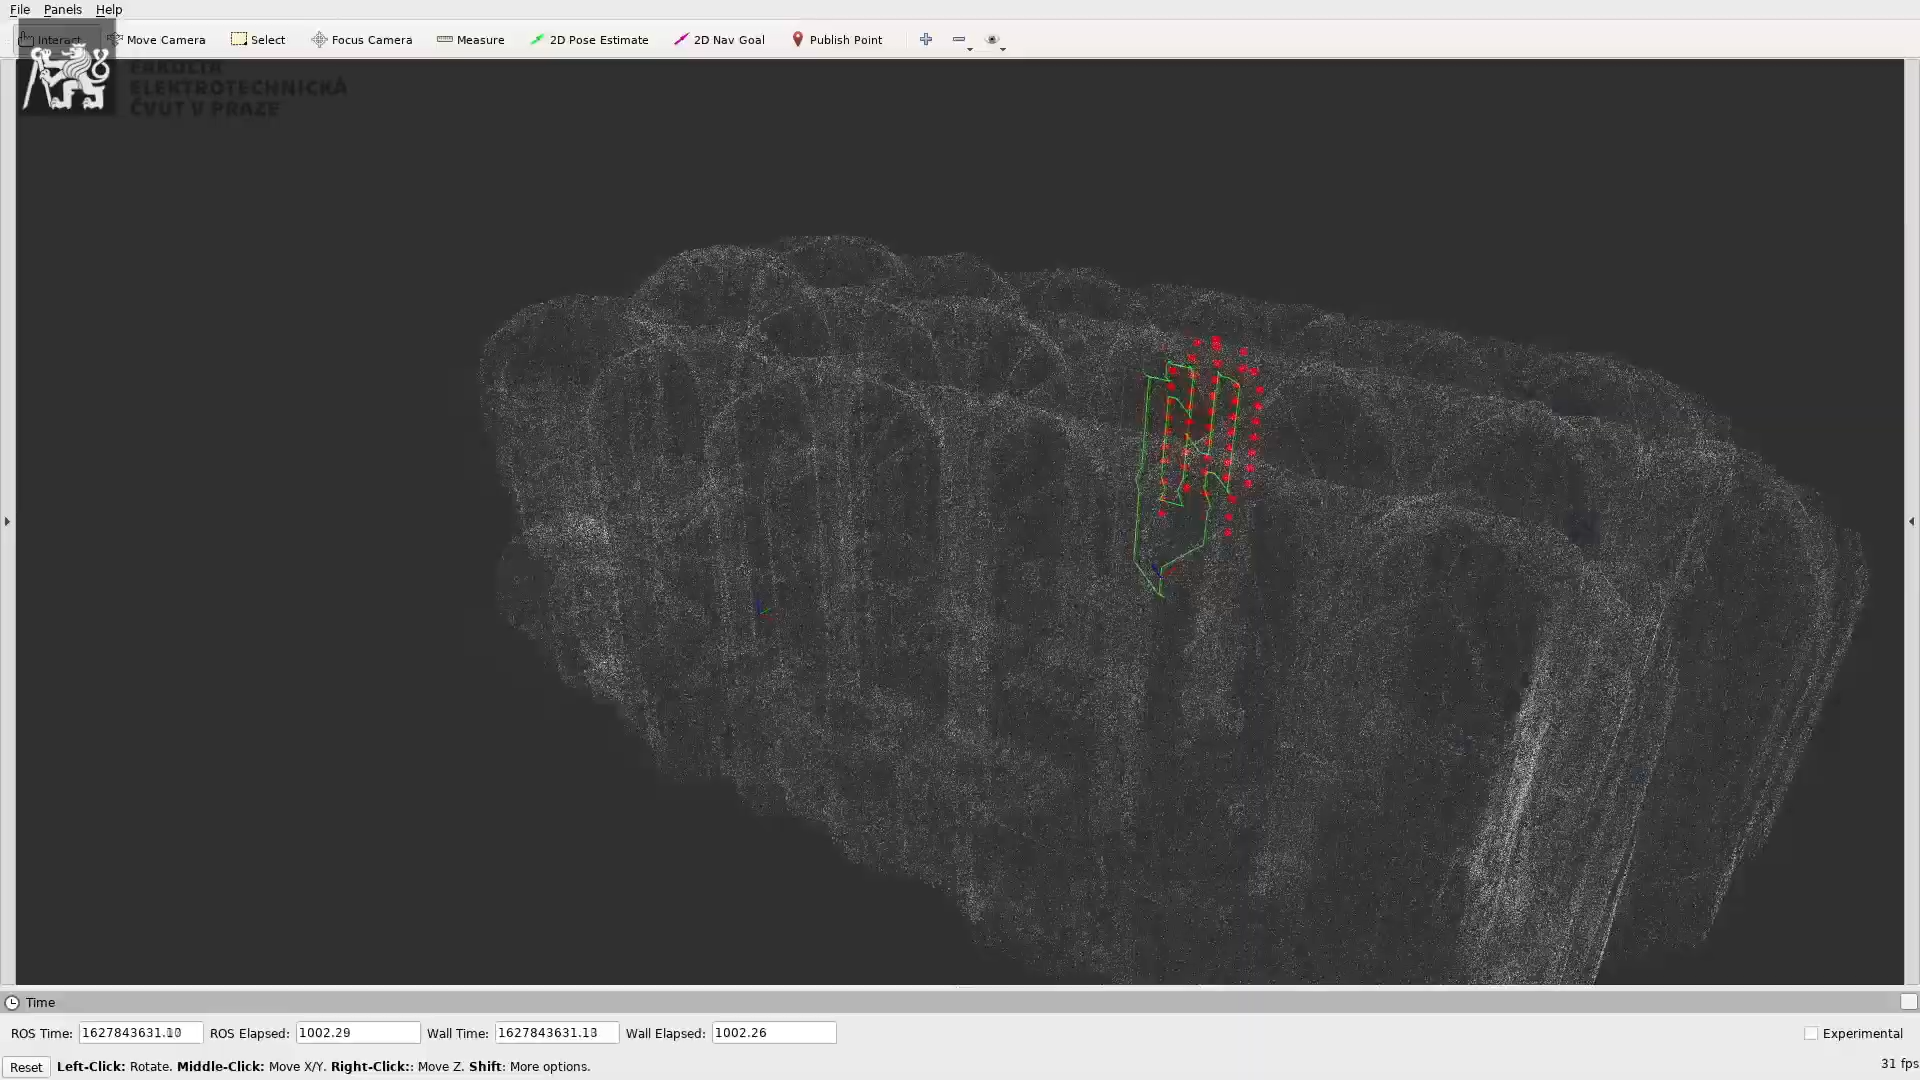 File Panels Help
Interact Move Camera Select Focus Camera Measure 2D Pose Estimate 2D Nav Goal Publish Point
FAKULTA
ELEKTROTECHNICKÁ
ČVUT V PRAZE
Time
ROS Time: 1627843631.10 ROS Elapsed: 1002.29 Wall Time: 1627843631.13 Wall Elapsed: 1002.26 Experimental
Reset Left-Click: Rotate. Middle-Click: Move X/Y. Right-Click:: Move Z. Shift: More options. 31 fps